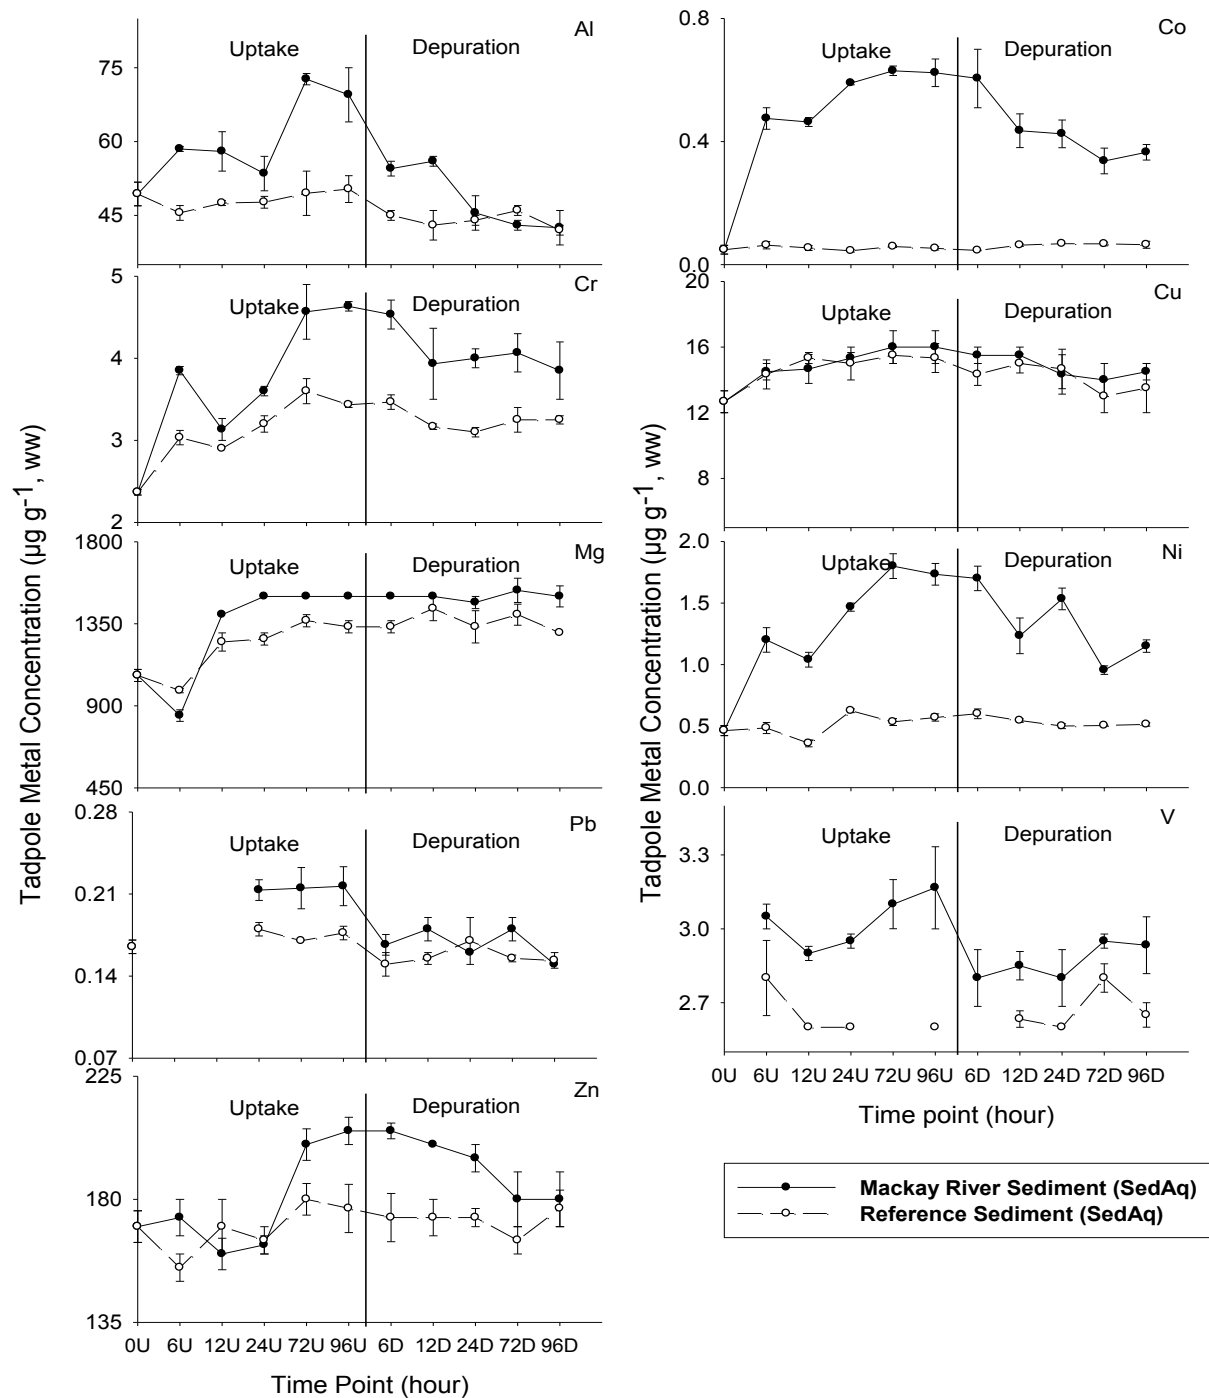 Al
Uptake
Depuration
75
60
45
Cr
Uptake
Depuration
5
4
3
2
Mg
Uptake
Depuration
1800
1350
900
450
Pb
Uptake
Depuration
0.28
0.21
0.14
0.07
Zn
Uptake
Depuration
225
180
135
0U 6U 12U 24U 72U 96U 6D 12D 24D 72D 96D
Time Point (hour)
Tadpole Metal Concentration (µg g-1, ww)
Co
Uptake
Depuration
0.8
0.4
0.0
Cu
Uptake
Depuration
20
16
12
8
Ni
Uptake
Depuration
2.0
1.5
1.0
0.5
0.0
V
Uptake
Depuration
3.3
3.0
2.7
0U 6U 12U 24U 72U 96U 6D 12D 24D 72D 96D
Time point (hour)
Tadpole Metal Concentration (µg g-1, ww)
Mackay River Sediment (SedAq)
Reference Sediment (SedAq)